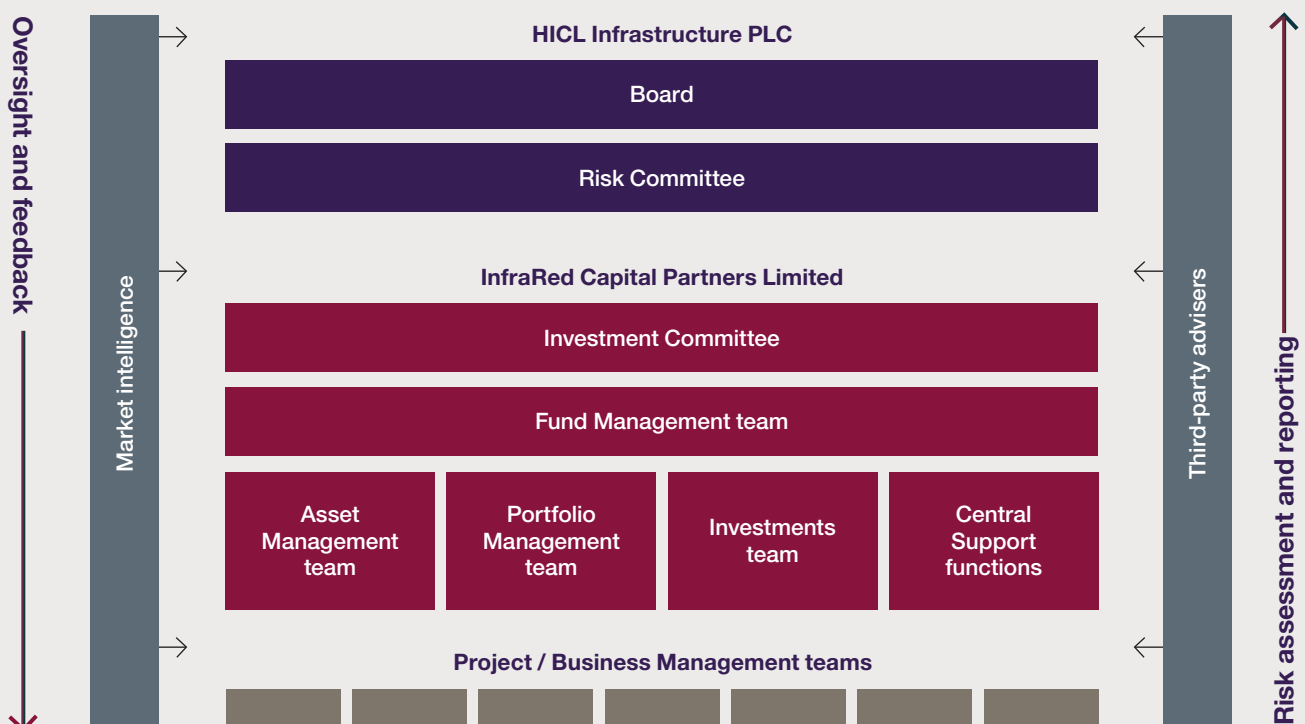 Oversight and feedback
Market intelligence
HICL Infrastructure PLC
Board
Risk Committee
InfraRed Capital Partners Limited
Investment Committee
Fund Management team
Asset
Management
team
Portfolio
Management
team
Investments
team
Central
Support
functions
Project / Business Management teams
Third-party advisers
Risk assessment and reporting